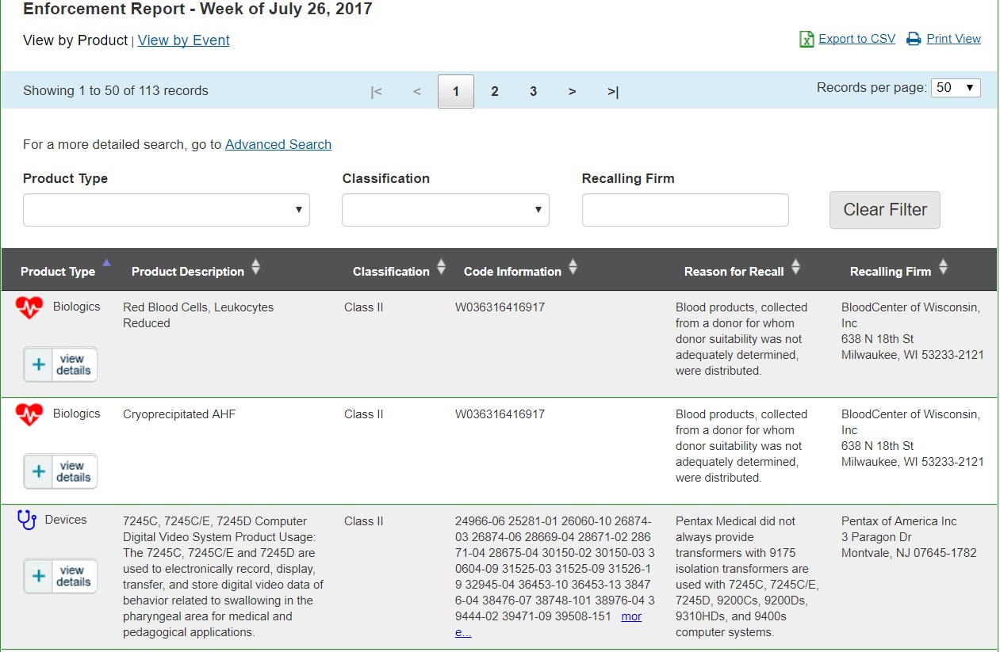 Enforcement Report - Week of July 26, 2017
View by Product | View by Event
Export to CSV Print View
Showing 1 to 50 of 113 records
|< < 1 2 3 > >|
Records per page: 50
For a more detailed search, go to Advanced Search
Product Type
Classification
Recalling Firm
Clear Filter
Product Type Product Description Classification Code Information Reason for Recall Recalling Firm
Biologics
view
details
Red Blood Cells, Leukocytes
Reduced
Class II
W036316416917
Blood products, collected
from a donor for whom
donor suitability was not
adequately determined,
were distributed.
BloodCenter of Wisconsin,
Inc
638 N 18th St
Milwaukee, WI 53233-2121
Biologics
view
details
Cryoprecipitated AHF
Class II
W036316416917
Blood products, collected
from a donor for whom
donor suitability was not
adequately determined,
were distributed.
BloodCenter of Wisconsin,
Inc
638 N 18th St
Milwaukee, WI 53233-2121
Devices
view
details
7245C, 7245C/E, 7245D Computer
Digital Video System Product Usage:
The 7245C, 7245C/E and 7245D are
used to electronically record, display,
transfer, and store digital video data of
behavior related to swallowing in the
pharyngeal area for medical and
pedagogical applications.
Class II
24966-06 25281-01 26060-10 26874-
03 26874-06 28669-04 28671-02 286
71-04 28675-04 30150-02 30150-03 3
0604-09 31525-03 31525-09 31526-1
9 32945-04 36453-10 36453-13 3847
6-04 38476-07 38748-101 38976-04 3
9444-02 39471-09 39508-151 mor
e...
Pentax Medical did not
always provide
transformers with 9175
isolation transformers are
used with 7245C, 7245C/E,
7245D, 9200Cs, 9200Ds,
9310HDs, and 9400s
computer systems.
Pentax of America Inc
3 Paragon Dr
Montvale, NJ 07645-1782